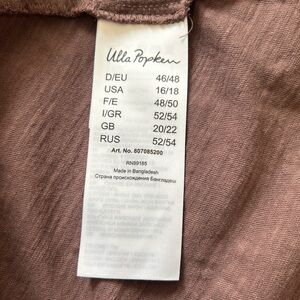 Ulla Popken
D/EU 46/48
USA 16/18
F/E 48/50
I/GR 52/54
GB 20/22
RUS 52/54
Art. No. 807085200
RN89185
Made in Bangladesh
Страна происхождения Бангладеш